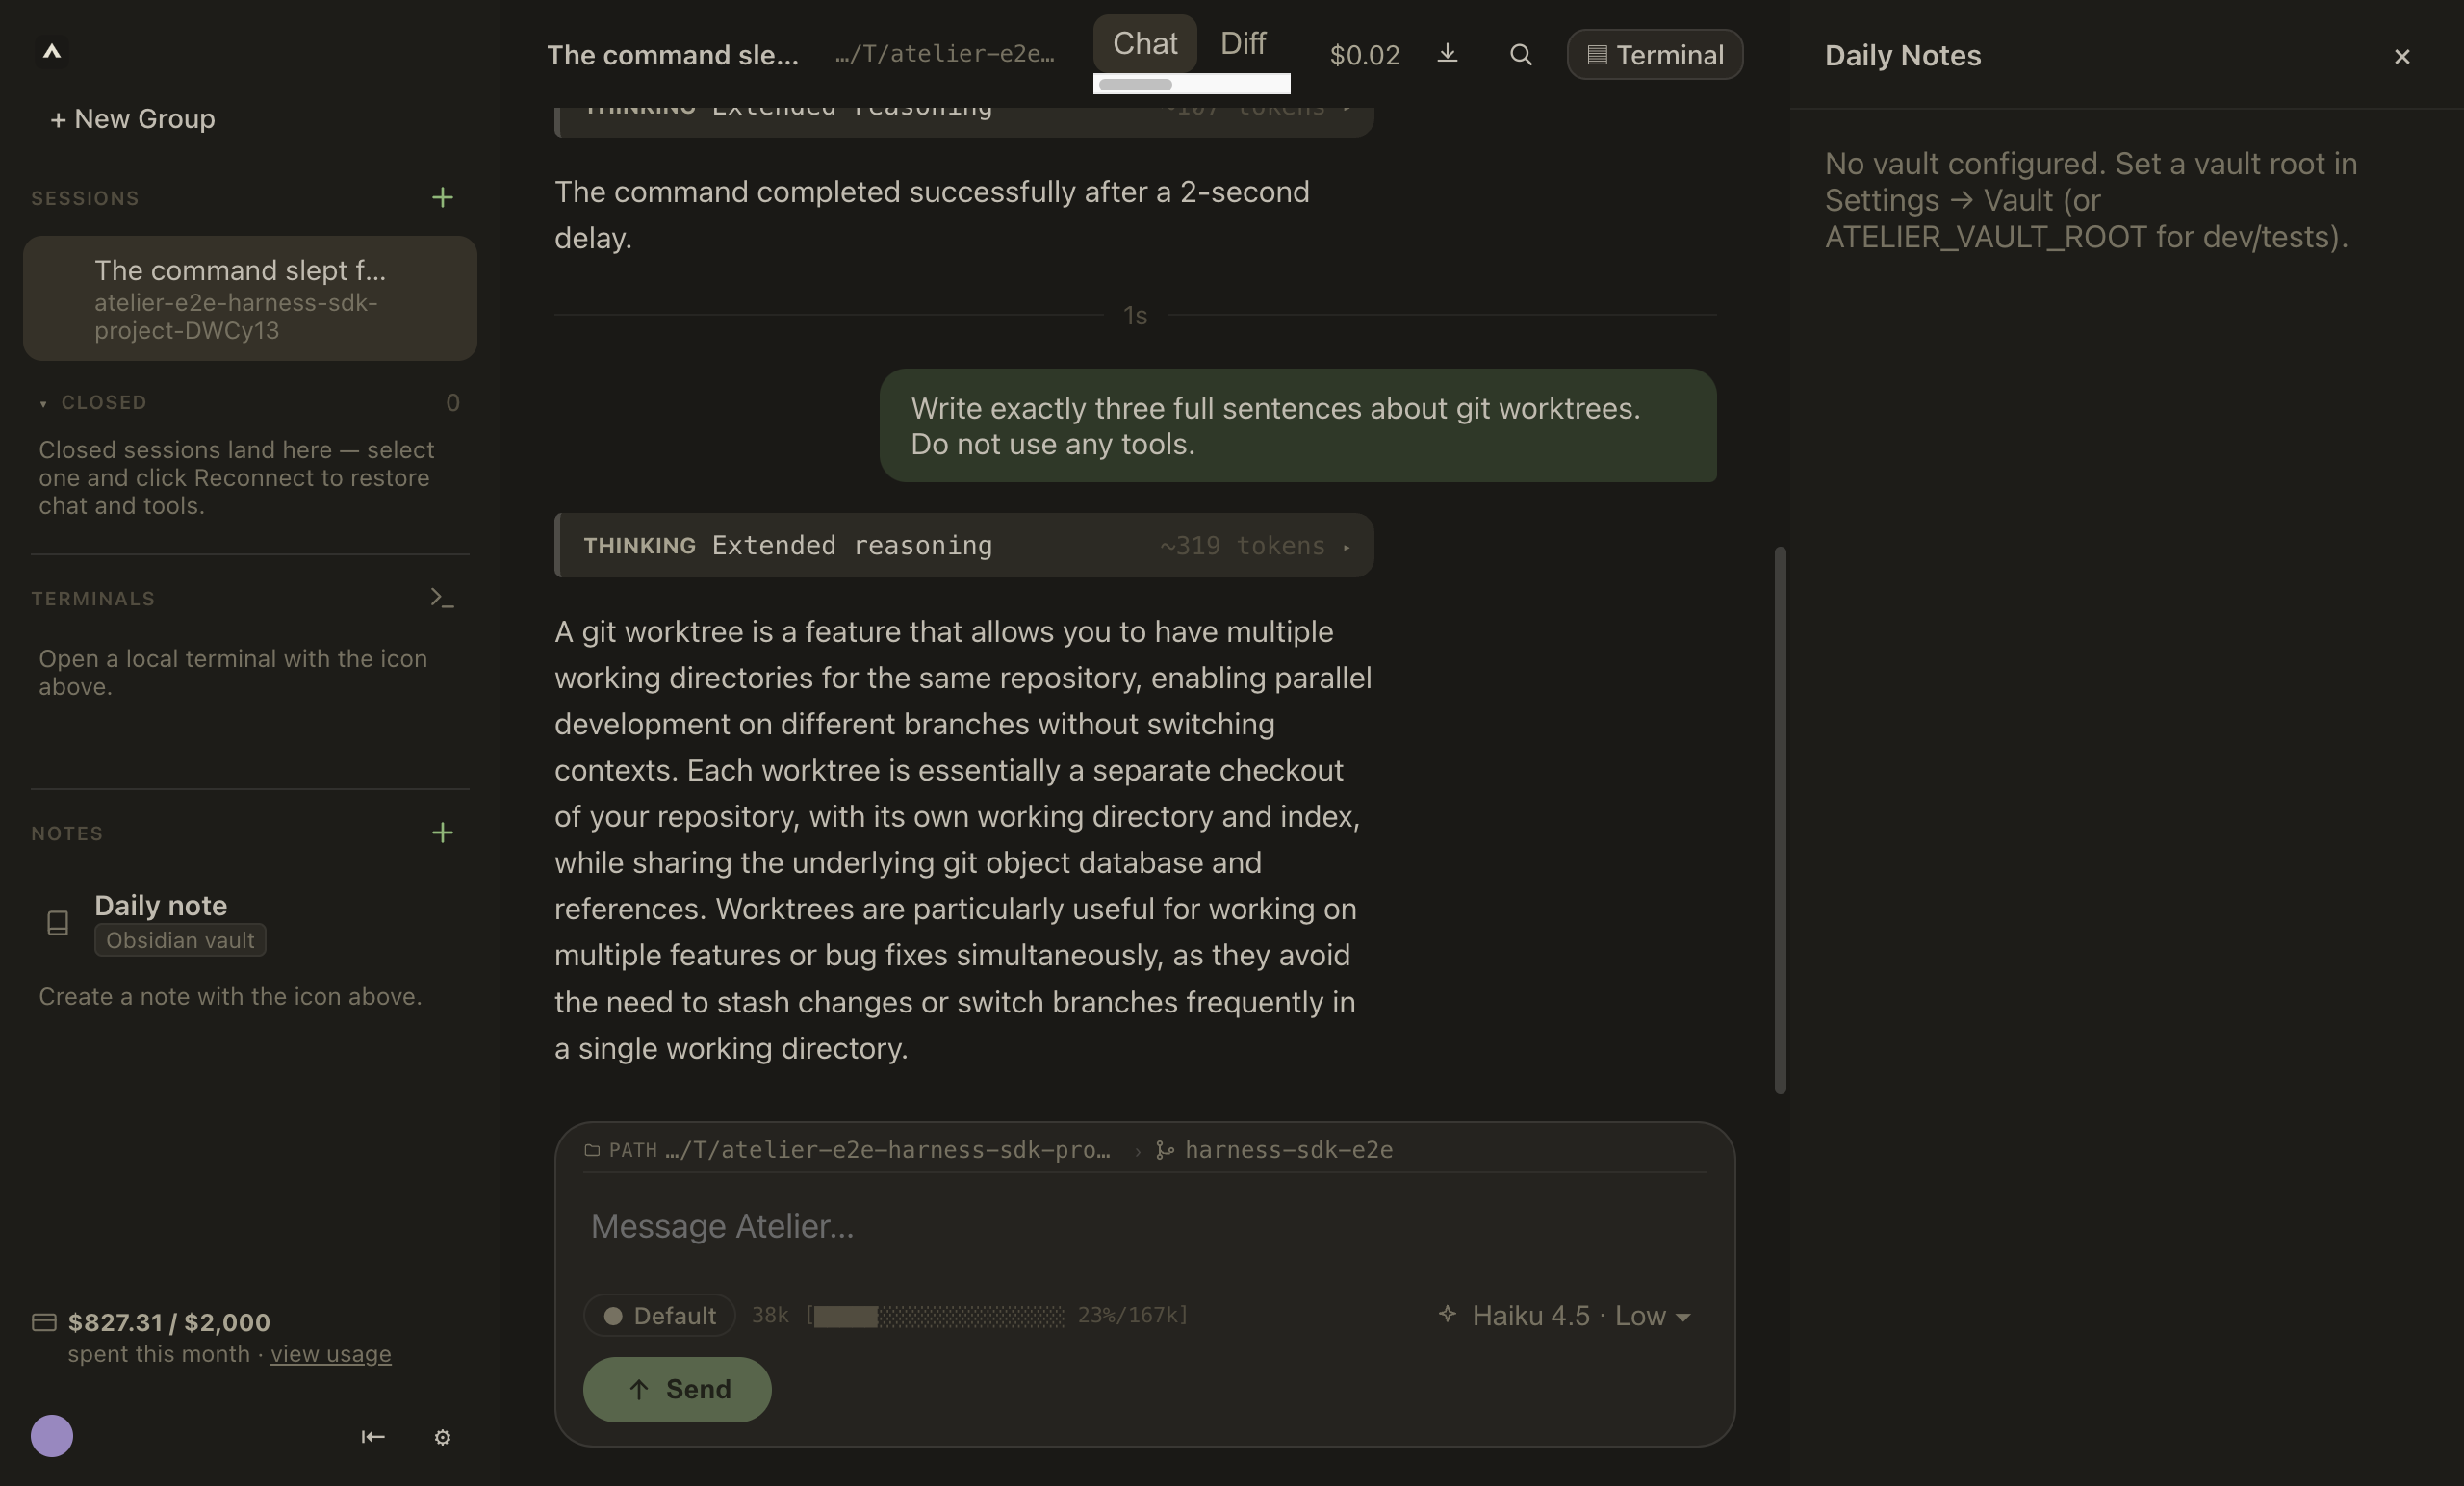 + New Group
SESSIONS
The command slept f...
atelier-e2e-harness-sdk-
project-DWCy13
CLOSED 0
Closed sessions land here — select
one and click Reconnect to restore
chat and tools.
TERMINALS
Open a local terminal with the icon
above.
NOTES
Daily note
Obsidian vault
Create a note with the icon above.
$827.31 / $2,000
spent this month · view usage
The command sle... …/T/atelier-e2e… Chat Diff $0.02 Terminal
THINKING Extended reasoning ~107 tokens
The command completed successfully after a 2-second
delay.
1s
Write exactly three full sentences about git worktrees.
Do not use any tools.
THINKING Extended reasoning ~319 tokens
A git worktree is a feature that allows you to have multiple
working directories for the same repository, enabling parallel
development on different branches without switching
contexts. Each worktree is essentially a separate checkout
of your repository, with its own working directory and index,
while sharing the underlying git object database and
references. Worktrees are particularly useful for working on
multiple features or bug fixes simultaneously, as they avoid
the need to stash changes or switch branches frequently in
a single working directory.
PATH …/T/atelier-e2e-harness-sdk-pro… › harness-sdk-e2e
Message Atelier...
Default 38k [ 23%/167k] Haiku 4.5 · Low
Send
Daily Notes ×
No vault configured. Set a vault root in
Settings → Vault (or
ATELIER_VAULT_ROOT for dev/tests).